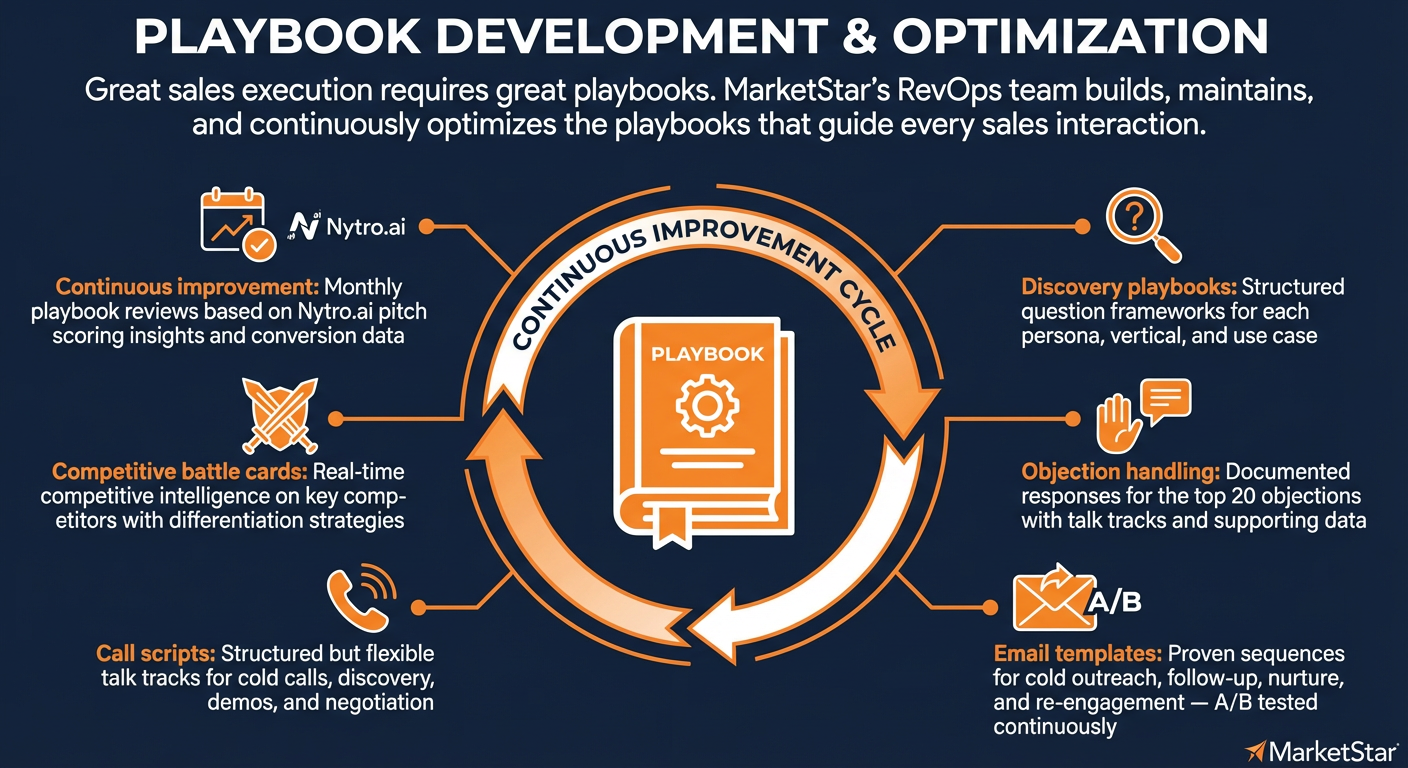 PLAYBOOK DEVELOPMENT & OPTIMIZATION
Great sales execution requires great playbooks. MarketStar's RevOps team builds, maintains,
and continuously optimizes the playbooks that guide every sales interaction.
Nytro.ai
Continuous improvement: Monthly
playbook reviews based on Nytro.ai pitch
scoring insights and conversion data
Competitive battle cards: Real-time
competitive intelligence on key comp-
etitors with differentiation strategies
Call scripts: Structured but flexible
talk tracks for cold calls, discovery,
demos, and negotiation
CONTINUOUS IMPROVEMENT CYCLE
PLAYBOOK
?
Discovery playbooks: Structured
question frameworks for each
persona, vertical, and use case
Objection handling: Documented
responses for the top 20 objections
with talk tracks and supporting data
A/B
Email templates: Proven sequences
for cold outreach, follow-up, nurture,
and re-engagement — A/B tested
continuously
MarketStar